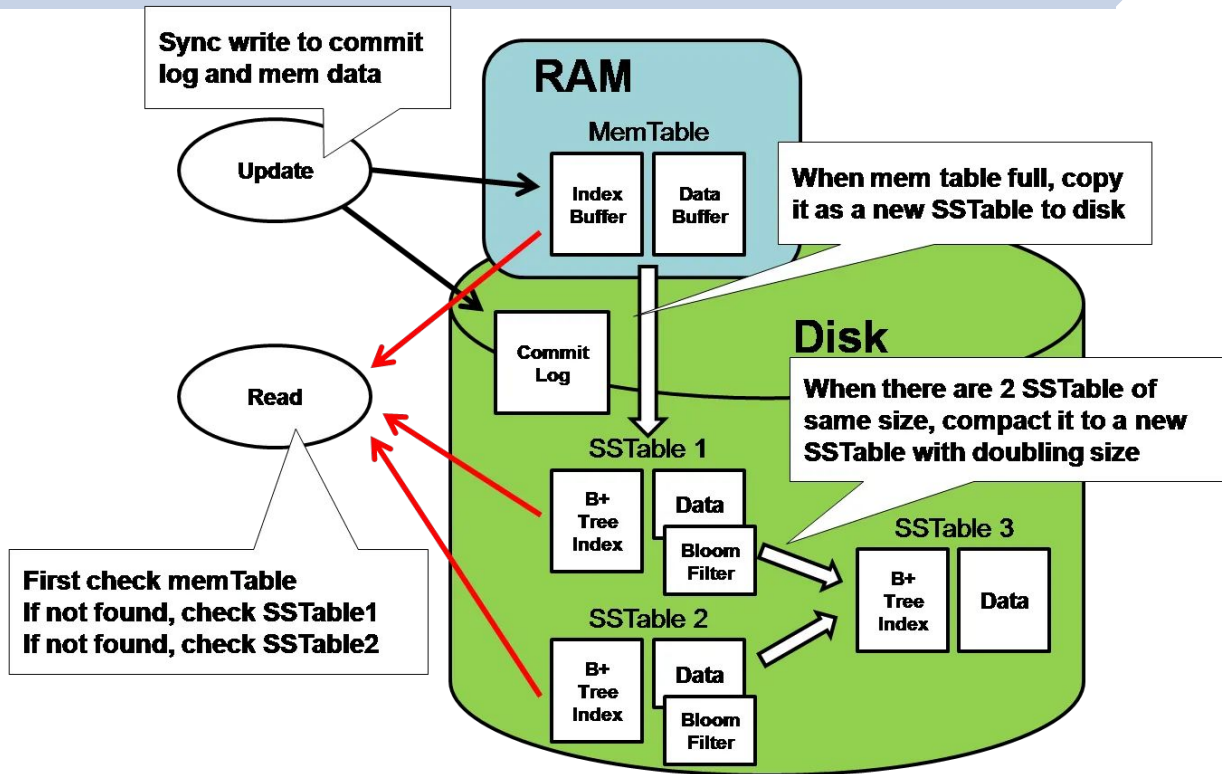 Sync write to commit
log and mem data
RAM
MemTable
Update
Index
Buffer
Data
Buffer
When mem table full, copy
it as a new SSTable to disk
Commit
Log
Disk
Read
When there are 2 SSTable of
same size, compact it to a new
SSTable with doubling size
SSTable 1
B+
Tree
Index
Data
Bloom
Filter
SSTable 3
B+
Tree
Index
Data
First check memTable
If not found, check SSTable1
If not found, check SSTable2
SSTable 2
B+
Tree
Index
Data
Bloom
Filter